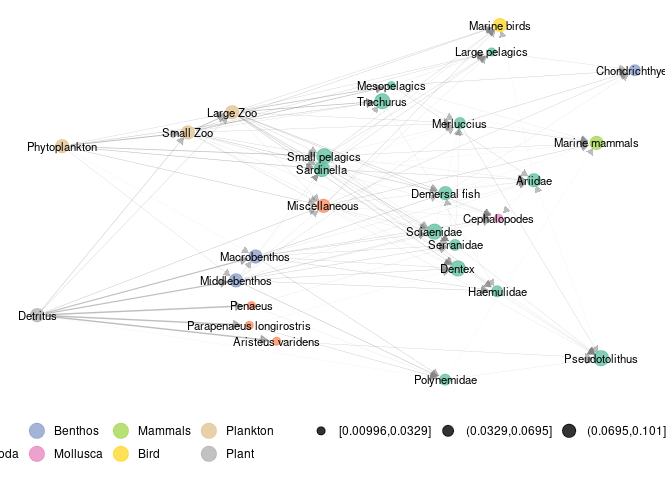 Marine birds
Large pelagics
Chondrichthye
Mesopelagics
Trachurus
Large Zoo
Merluccius
Small Zoo
Marine mammals
Phytoplankton
Small pelagics
Sardinella
Ariidae
Demersal fish
Miscellaneous
Cephalopodes
Sciaenidae
Serranidae
Macrobenthos
Dentex
Middlebenthos
Haemulidae
Penaeus
Detritus
Parapenaeus longirostris
Aristeus varidens
Pseudotolithus
Polynemidae
Benthos Mammals Plankton [0.00996,0.0329] (0.0329,0.0695] (0.0695,0.101]
oda Mollusca Bird Plant